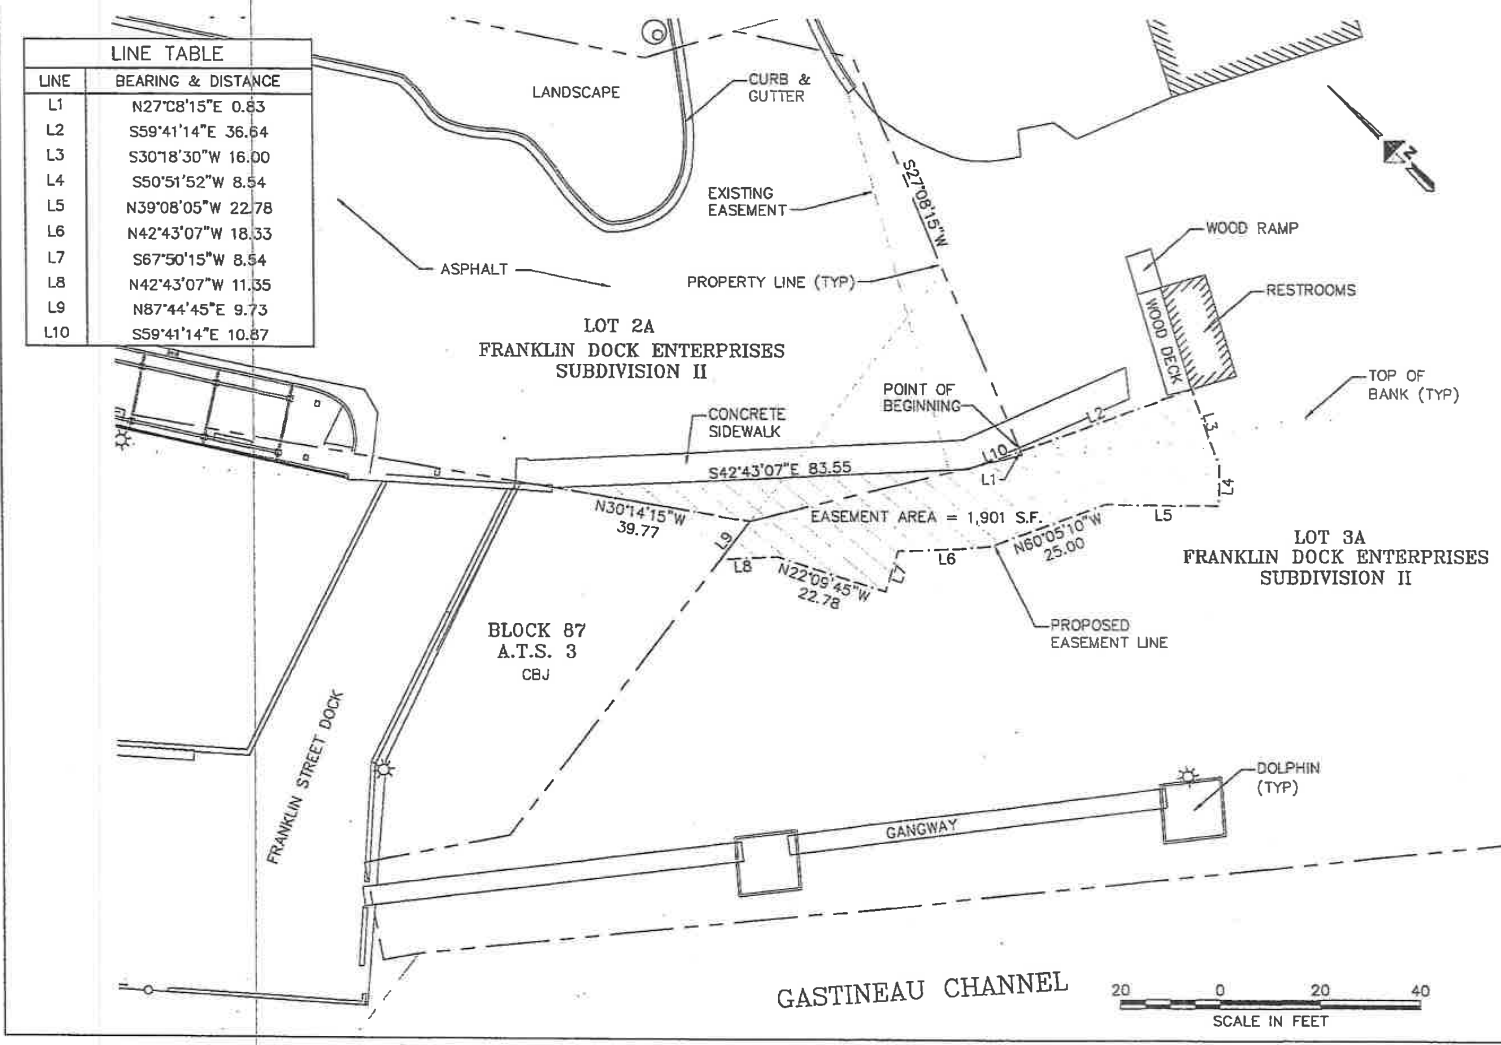 LINE TABLE
LINE BEARING & DISTANCE
L1 N27°C8'15"E 0.83
L2 S59°41'14"E 36.64
L3 S30°18'30"W 16.00
L4 S50°51'52"W 8.54
L5 N39°08'05"W 22.78
L6 N42°43'07"W 18.33
L7 S67°50'15"W 8.54
L8 N42°43'07"W 11.35
L9 N87°44'45"E 9.73
L10 S59°41'14"E 10.87
LANDSCAPE
CURB &
GUTTER
EXISTING
EASEMENT
S27°08'15"W
Z
ASPHALT
PROPERTY LINE (TYP)
WOOD RAMP
RESTROOMS
WOOD DECK
LOT 2A
FRANKLIN DOCK ENTERPRISES
SUBDIVISION II
POINT OF
BEGINNING
TOP OF
BANK (TYP)
CONCRETE
SIDEWALK
L2
L3
L10
L1
S42°43'07"E 83.55
L4
N30°14'15"W
39.77
EASEMENT AREA = 1,901 S.F.
L5
N60°05'10"W
25.00
L9
L8
L6
L7
N22°09'45"W
22.78
LOT 3A
FRANKLIN DOCK ENTERPRISES
SUBDIVISION II
BLOCK 87
A.T.S. 3
CBJ
PROPOSED
EASEMENT LINE
FRANKLIN STREET DOCK
DOLPHIN
(TYP)
GANGWAY
GASTINEAU CHANNEL
20 0 20 40
SCALE IN FEET